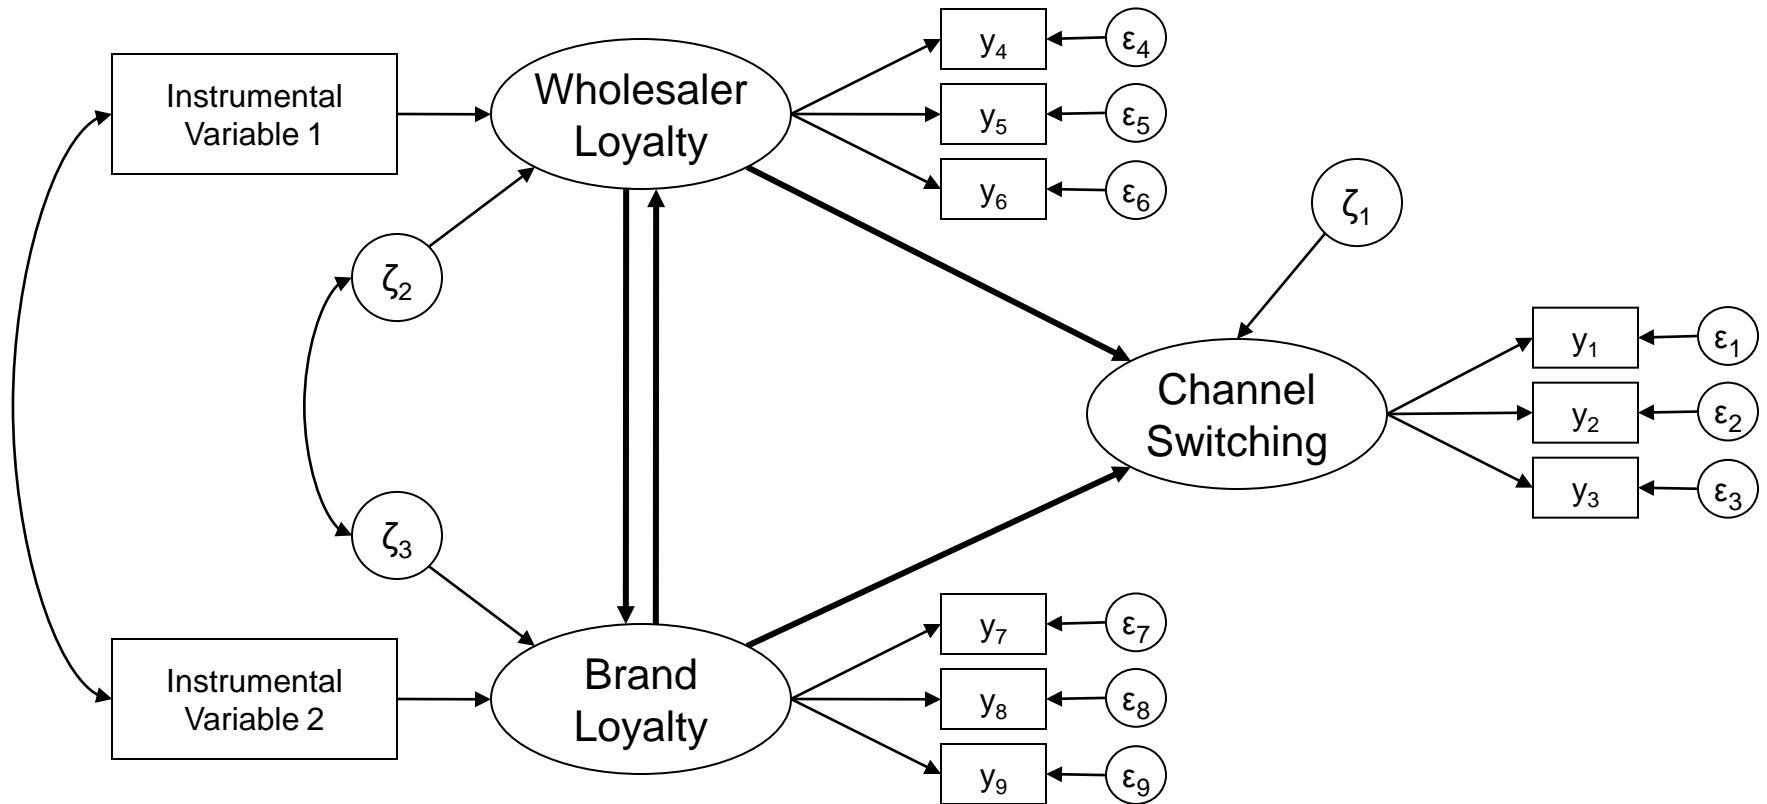 Instrumental
Variable 1
Wholesaler
Loyalty
y₄
ε₄
y₅
ε₅
y₆
ε₆
ζ₁
ζ₂
Channel
Switching
y₁
ε₁
y₂
ε₂
y₃
ε₃
ζ₃
Instrumental
Variable 2
Brand
Loyalty
y₇
ε₇
y₈
ε₈
y₉
ε₉